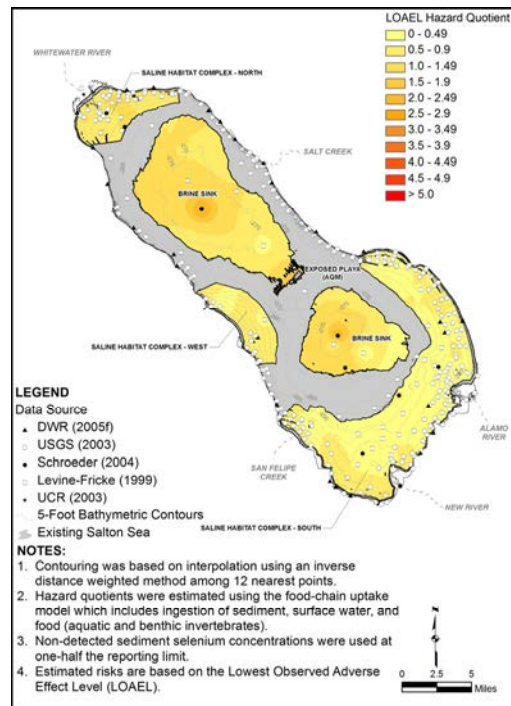 LOAEL Hazard Quotient
0 - 0.49
0.5 - 0.9
1.0 - 1.49
1.5 - 1.9
2.0 - 2.49
2.5 - 2.9
3.0 - 3.49
3.5 - 3.9
4.0 - 4.49
4.5 - 4.9
> 5.0
WHITEWATER RIVER
SALINE HABITAT COMPLEX - NORTH
SALT CREEK
BRINE SINK
EXPOSED PLAYA
(AQM)
BRINE SINK
SALINE HABITAT COMPLEX - WEST
ALAMO
RIVER
SAN FELIPE
CREEK
NEW RIVER
SALINE HABITAT COMPLEX - SOUTH
LEGEND
Data Source
DWR (2005f)
USGS (2003)
Schroeder (2004)
Levine-Fricke (1999)
UCR (2003)
5-Foot Bathymetric Contours
Existing Salton Sea
NOTES:
1. Contouring was based on interpolation using an inverse
distance weighted method among 12 nearest points.
2. Hazard quotients were estimated using the food-chain uptake
model which includes ingestion of sediment, surface water, and
food (aquatic and benthic invertebrates).
3. Non-detected sediment selenium concentrations were used at
one-half the reporting limit.
4. Estimated risks are based on the Lowest Observed Adverse
Effect Level (LOAEL).
0 2.5 5
Miles